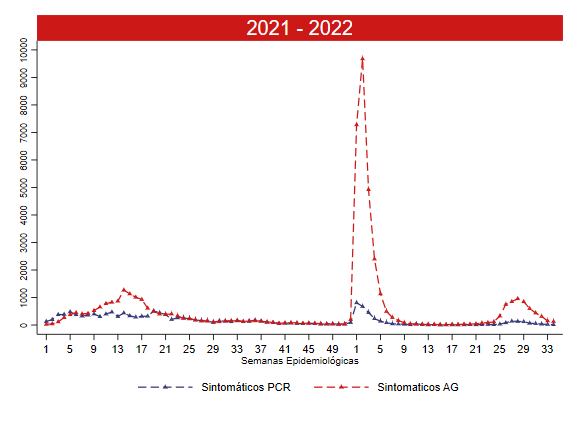 2021 - 2022
10000
9000
8000
7000
6000
5000
4000
3000
2000
1000
0
1 5 9 13 17 21 25 29 33 37 41 45 49 1 5 9 13 17 21 25 29 33
Semanas Epidemiológicas
Sintomáticos PCR Sintomaticos AG